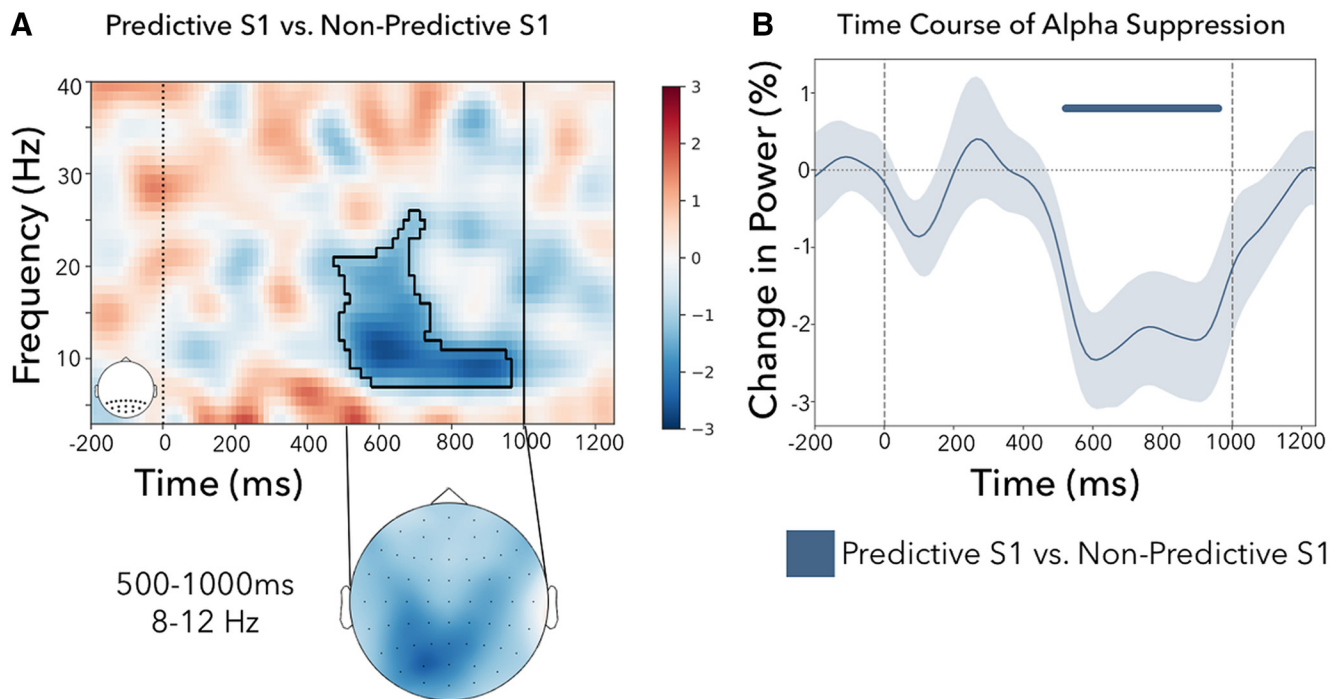 A
Predictive S1 vs. Non-Predictive S1
Frequency (Hz)
40
30
20
10
-200 0 200 400 600 800 1000 1200
Time (ms)
3
2
1
0
−1
−2
−3
500-1000ms
8-12 Hz
B
Time Course of Alpha Suppression
Change in Power (%)
1
0
-1
-2
-3
-200 0 200 400 600 800 1000 1200
Time (ms)
Predictive S1 vs. Non-Predictive S1